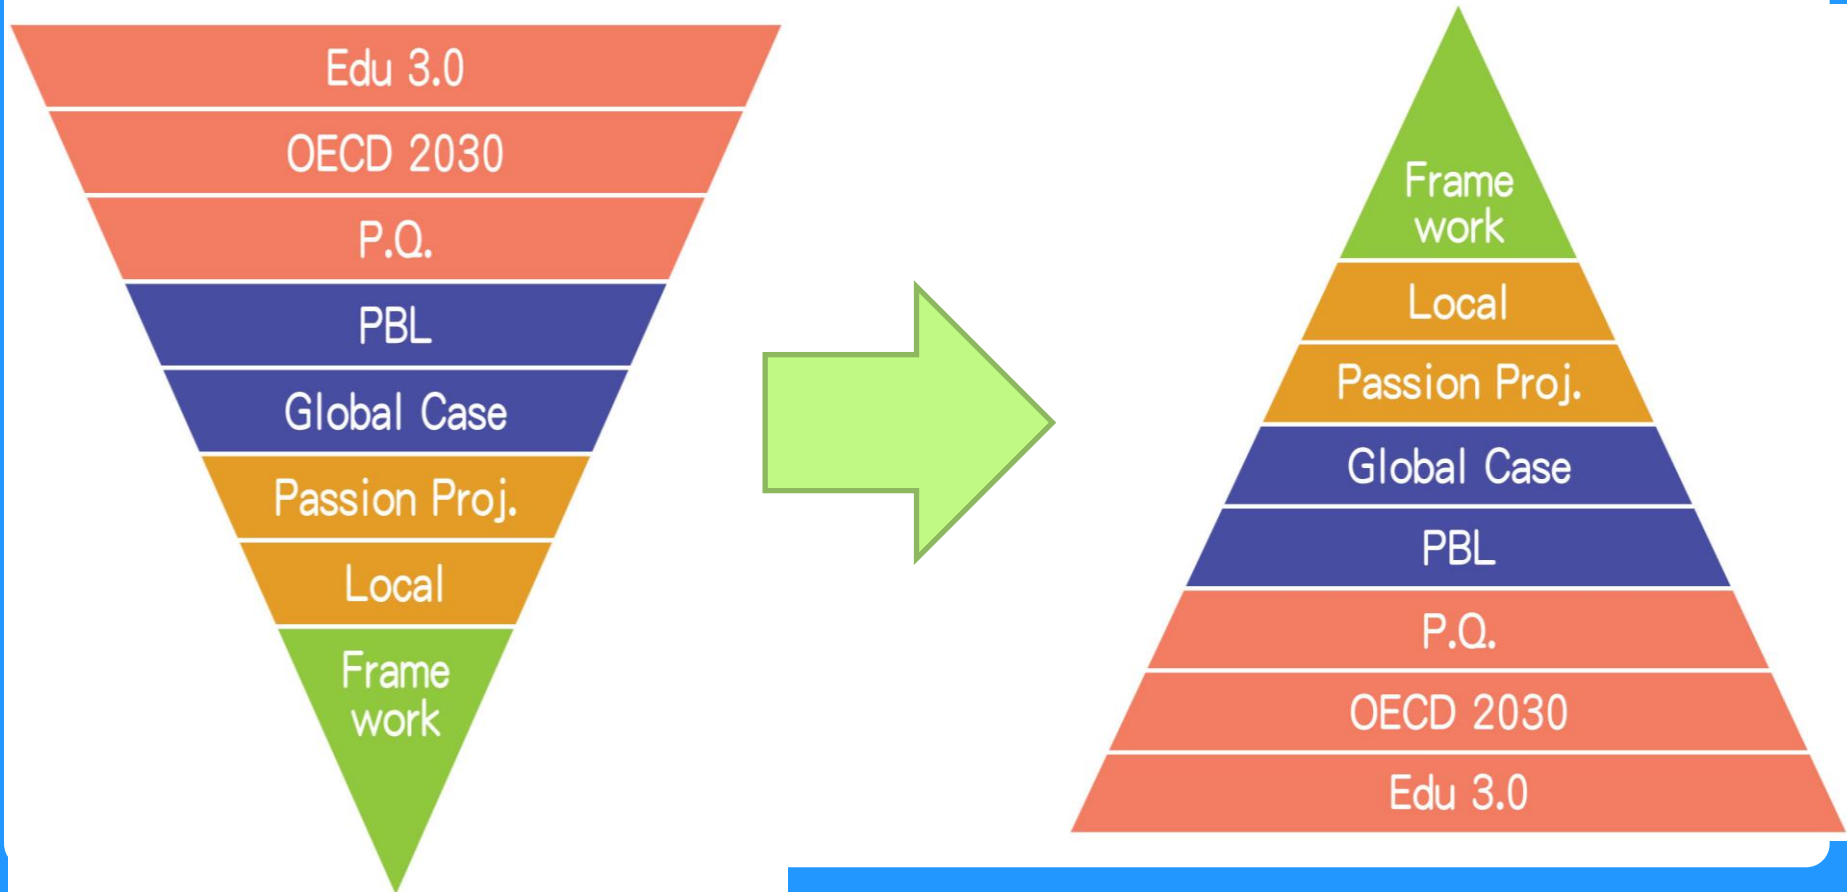 Edu 3.0
OECD 2030
P.Q.
PBL
Global Case
Passion Proj.
Local
Frame
work
Frame
work
Local
Passion Proj.
Global Case
PBL
P.Q.
OECD 2030
Edu 3.0